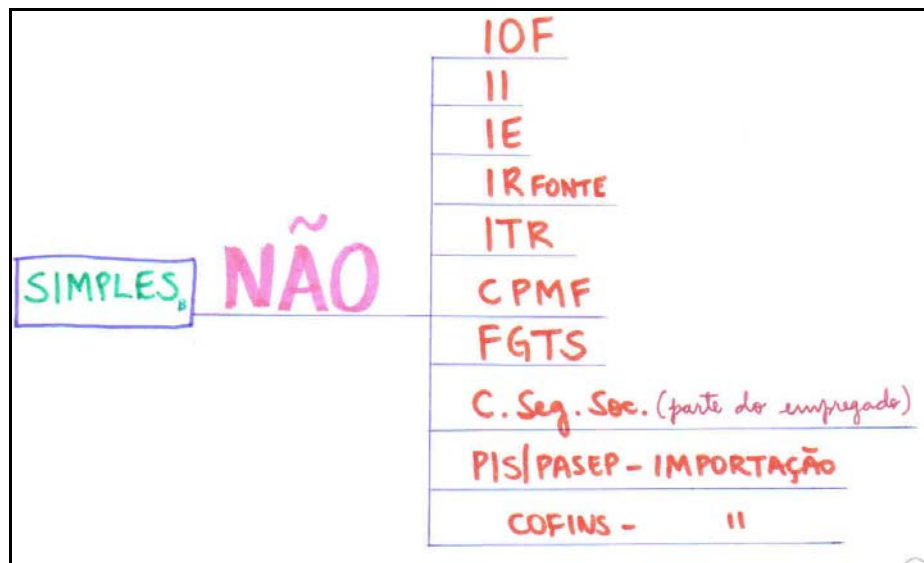 SIMPLES B
NÃO
IOF
II
IE
IR FONTE
ITR
CPMF
FGTS
C. Seg. Soc. (parte do empregado)
PIS/PASEP - IMPORTAÇÃO
COFINS - "